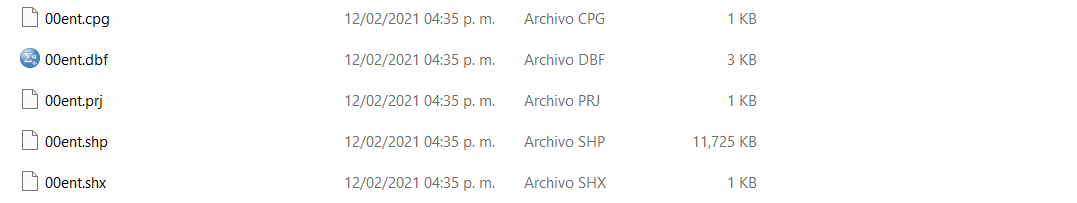 00ent.cpg 12/02/2021 04:35 p. m. Archivo CPG 1 KB
00ent.dbf 12/02/2021 04:35 p. m. Archivo DBF 3 KB
00ent.prj 12/02/2021 04:35 p. m. Archivo PRJ 1 KB
00ent.shp 12/02/2021 04:35 p. m. Archivo SHP 11,725 KB
00ent.shx 12/02/2021 04:35 p. m. Archivo SHX 1 KB